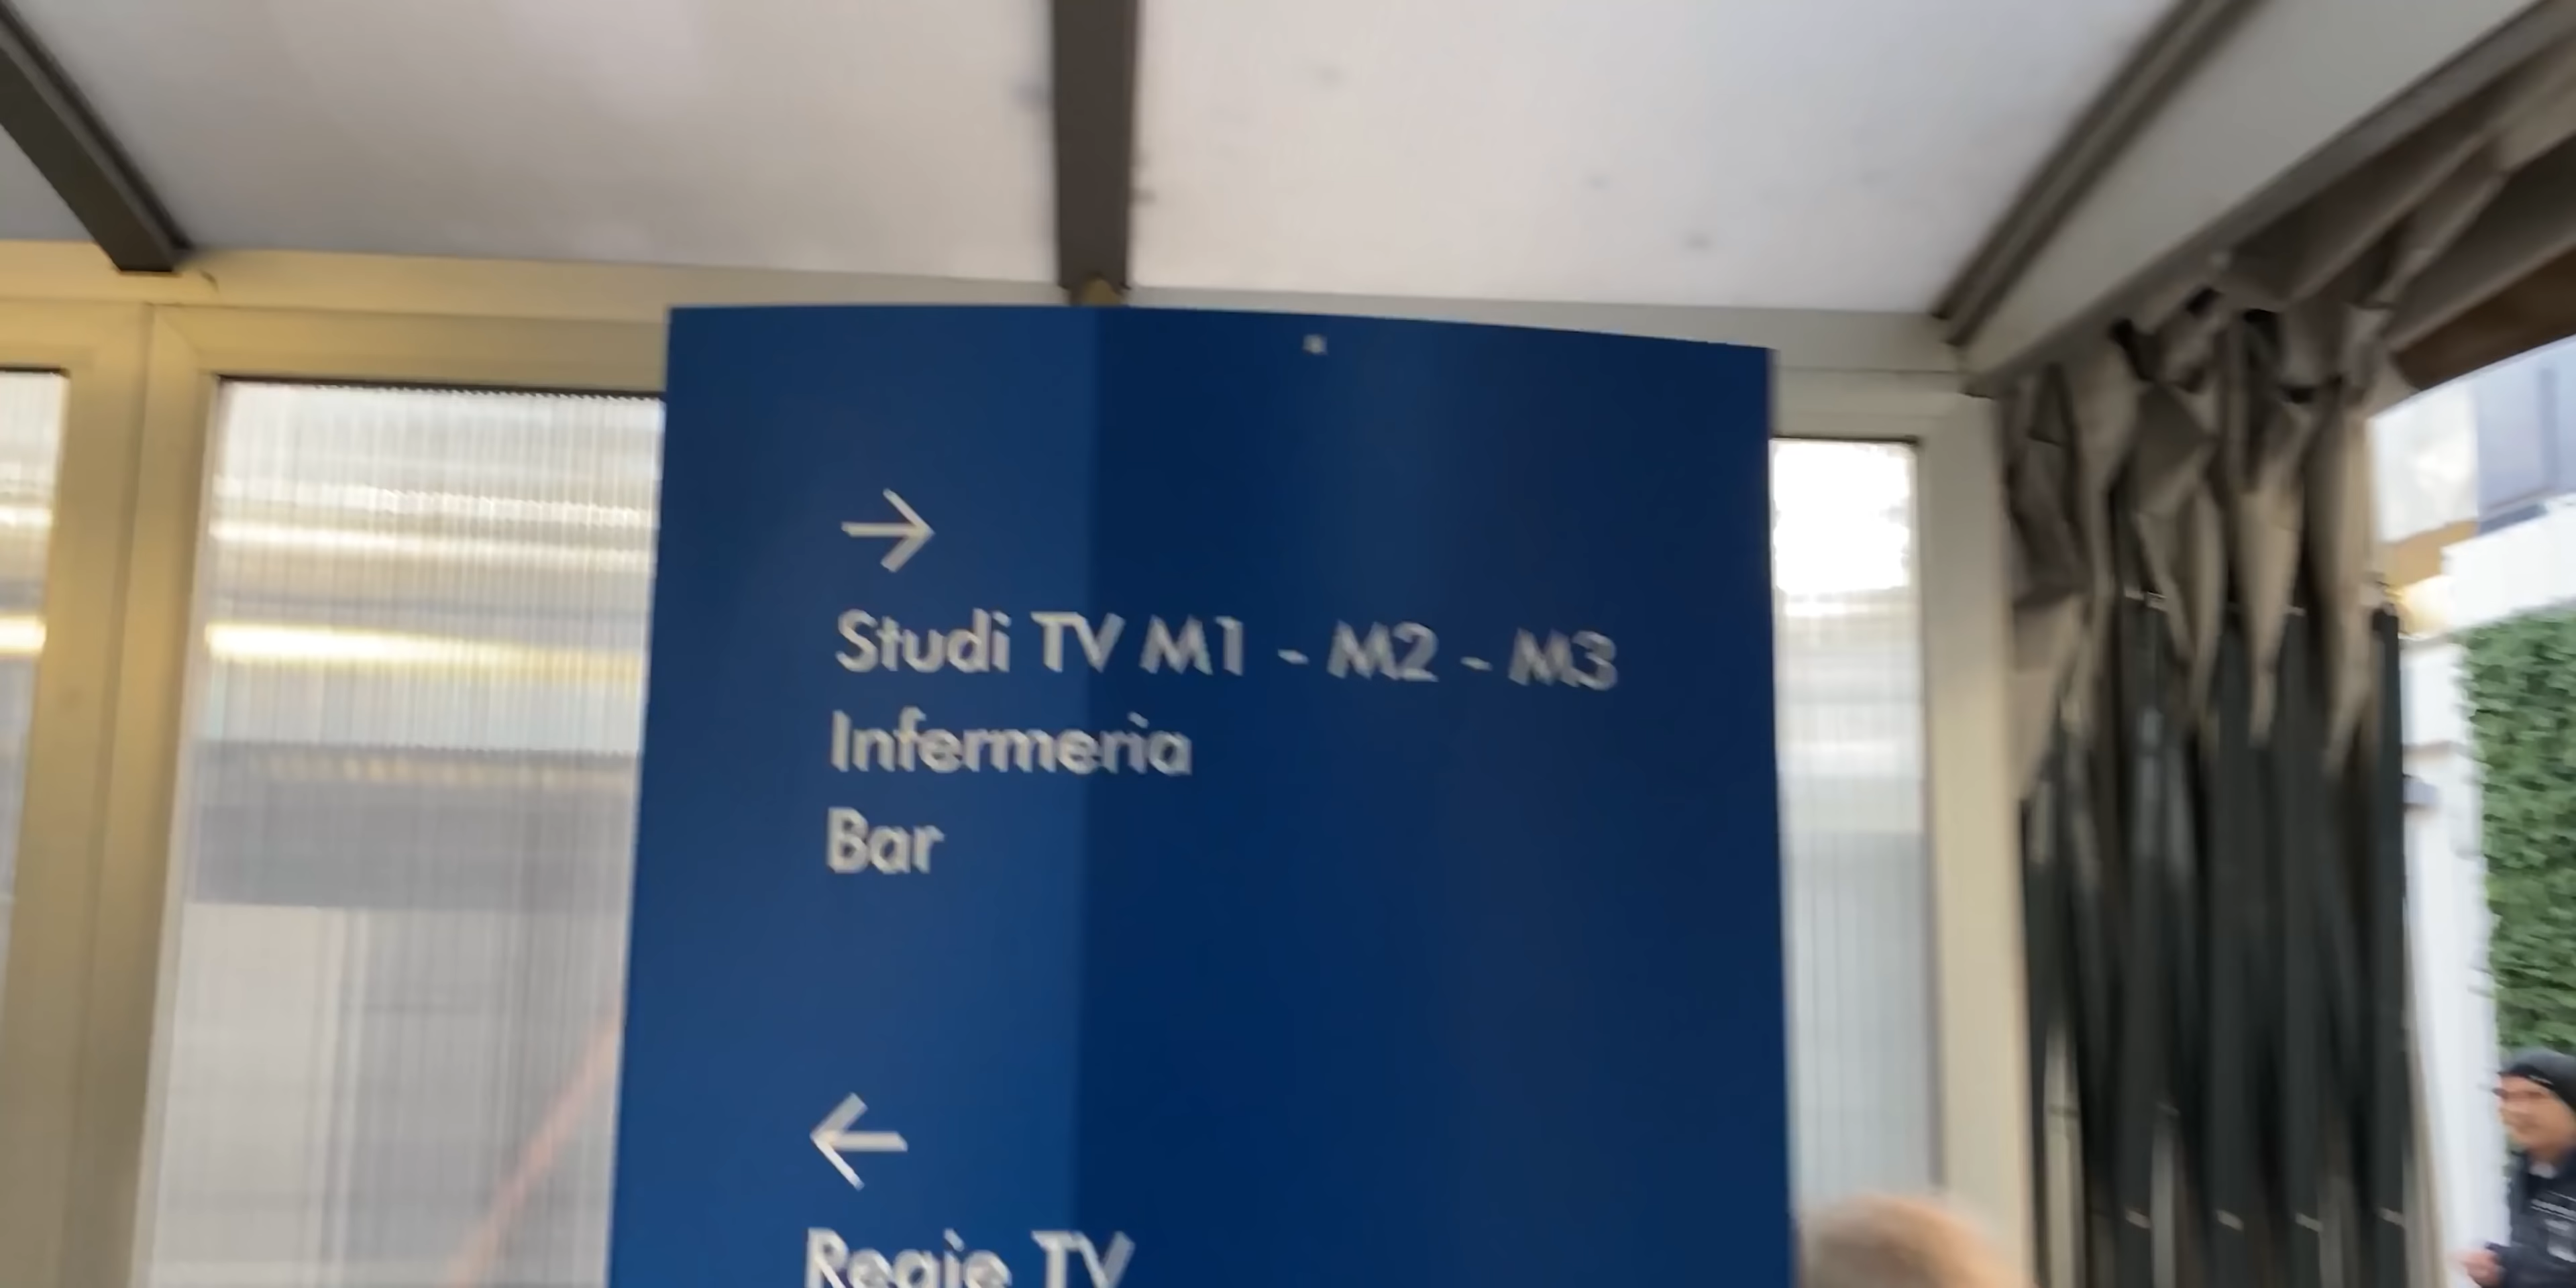 →
Studi TV M1 - M2 - M3
Infermeria
Bar
←
Regie TV